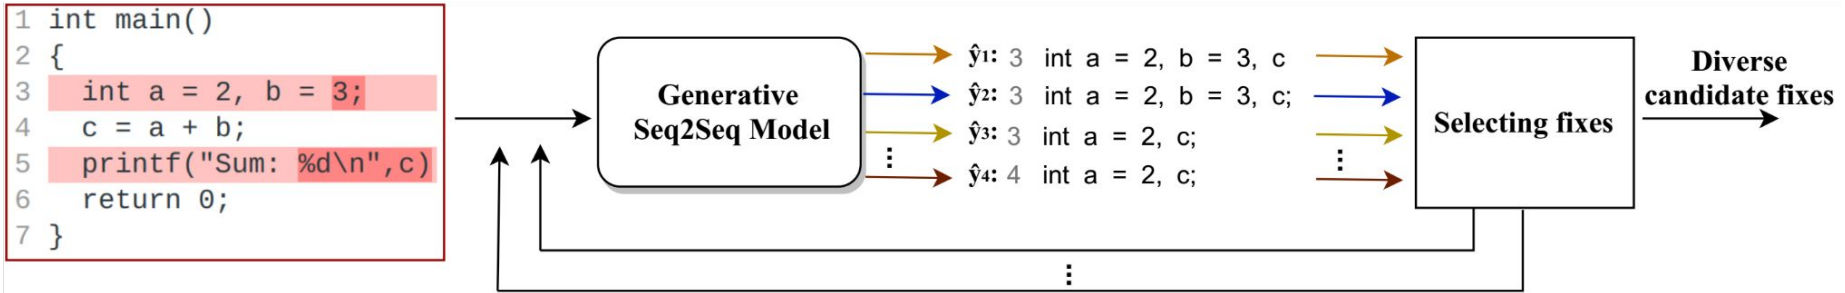 1 int main()
2 {
3 int a = 2, b = 3;
4 c = a + b;
5 printf("Sum: %d\n",c)
6 return 0;
7 }
Generative
Seq2Seq Model
ŷ1: 3 int a = 2, b = 3, c
ŷ2: 3 int a = 2, b = 3, c;
ŷ3: 3 int a = 2, c;
ŷ4: 4 int a = 2, c;
Selecting fixes
Diverse
candidate fixes